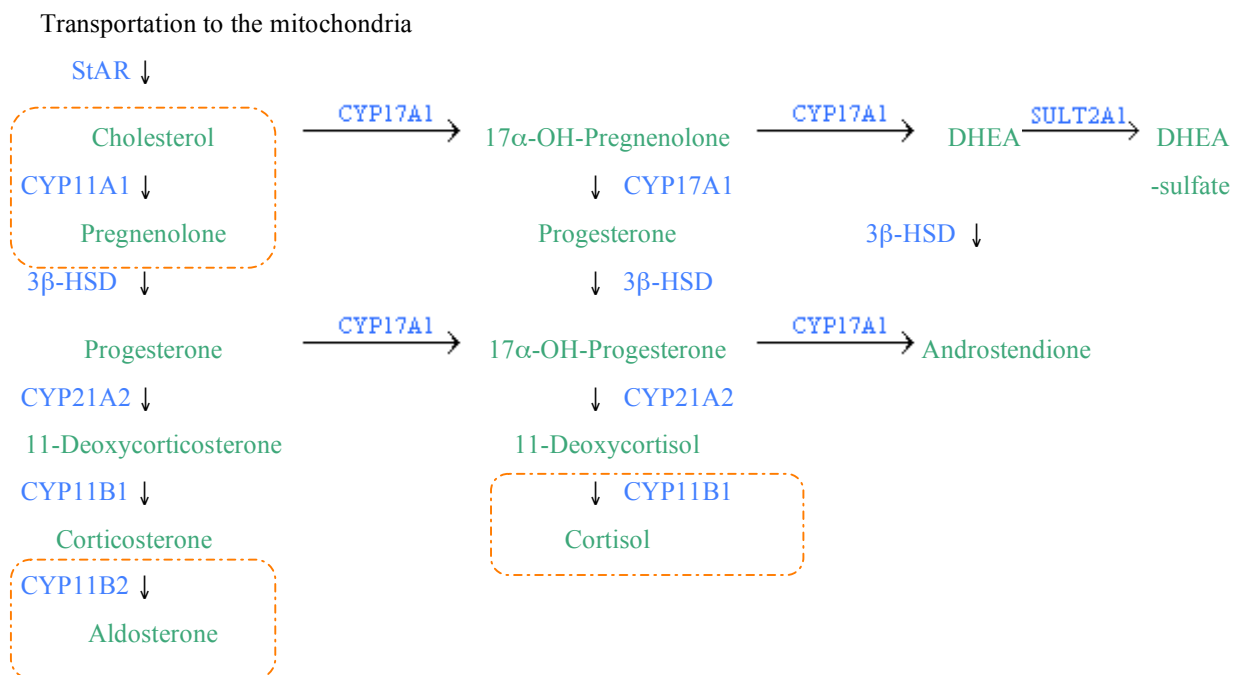 Transportation to the mitochondria
StAR ↓
CYP17A1 CYP17A1 SULT2A1
Cholesterol 17α-OH-Pregnenolone DHEA DHEA
CYP11A1 ↓ ↓ CYP17A1 -sulfate
Pregnenolone Progesterone 3β-HSD ↓
3β-HSD ↓ ↓ 3β-HSD
CYP17A1 CYP17A1
Progesterone 17α-OH-Progesterone Androstendione
CYP21A2 ↓ ↓ CYP21A2
11-Deoxycorticosterone 11-Deoxycortisol
CYP11B1 ↓ ↓ CYP11B1
Corticosterone Cortisol
CYP11B2 ↓
Aldosterone